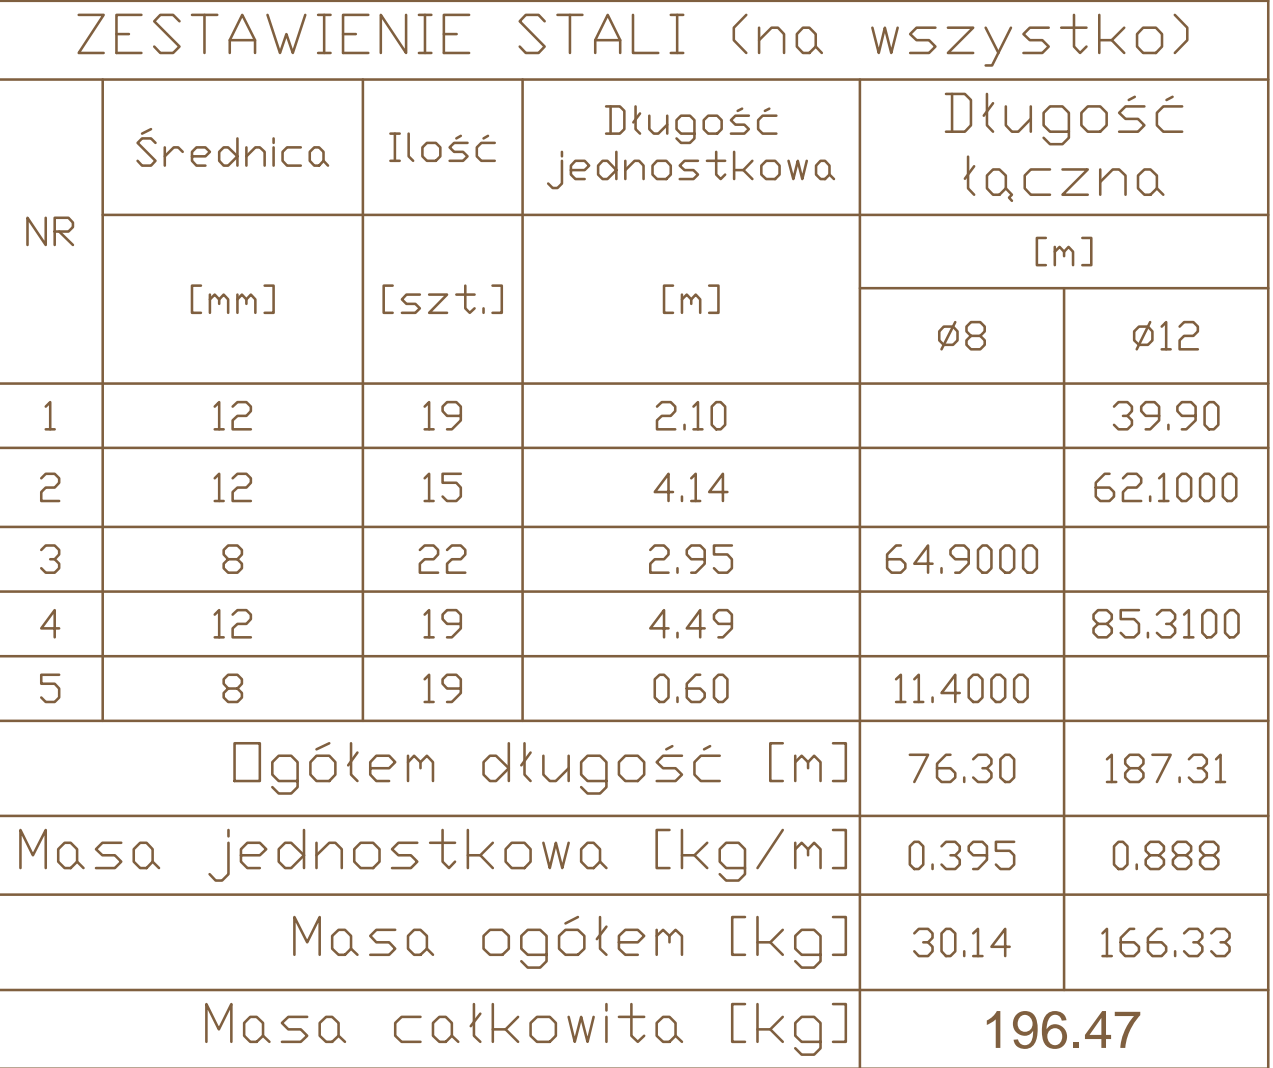 ZESTAWIENIE STALI (na wszystko)
NR
Średnica
Ilość
Długość
jednostkowa
Długość
łączna
[mm]
[szt.]
[m]
[m]
ø8
ø12
1 12 19 2.10 39.90
2 12 15 4.14 62.1000
3 8 22 2.95 64.9000
4 12 19 4.49 85.3100
5 8 19 0.60 11.4000
Ogółem długość [m] 76.30 187.31
Masa jednostkowa [kg/m] 0.395 0.888
Masa ogółem [kg] 30.14 166.33
Masa całkowita [kg] 196.47